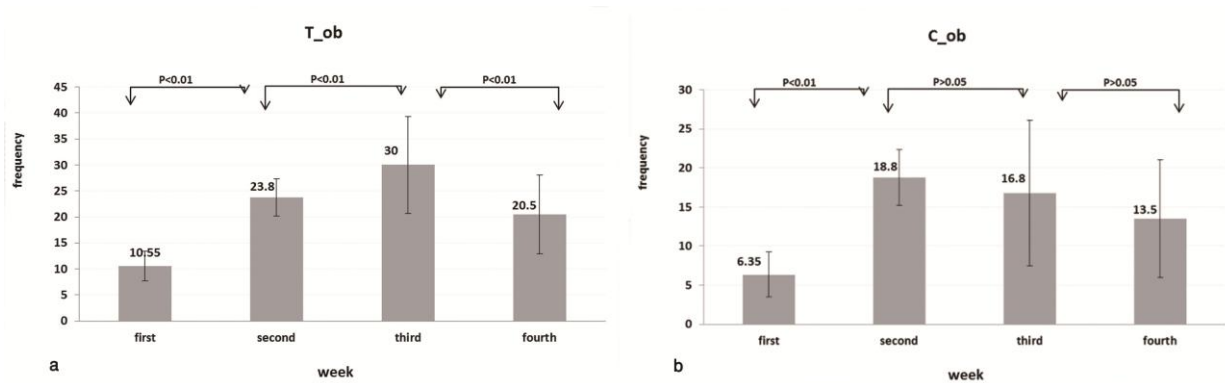 T_ob
P<0.01
P<0.01
P<0.01
45
40
35
30
25
20
15
10
5
0
frequency
10.55
23.8
30
20.5
first
second
third
fourth
week
a
C_ob
P<0.01
P>0.05
P>0.05
30
25
20
15
10
5
0
frequency
6.35
18.8
16.8
13.5
first
second
third
fourth
week
b